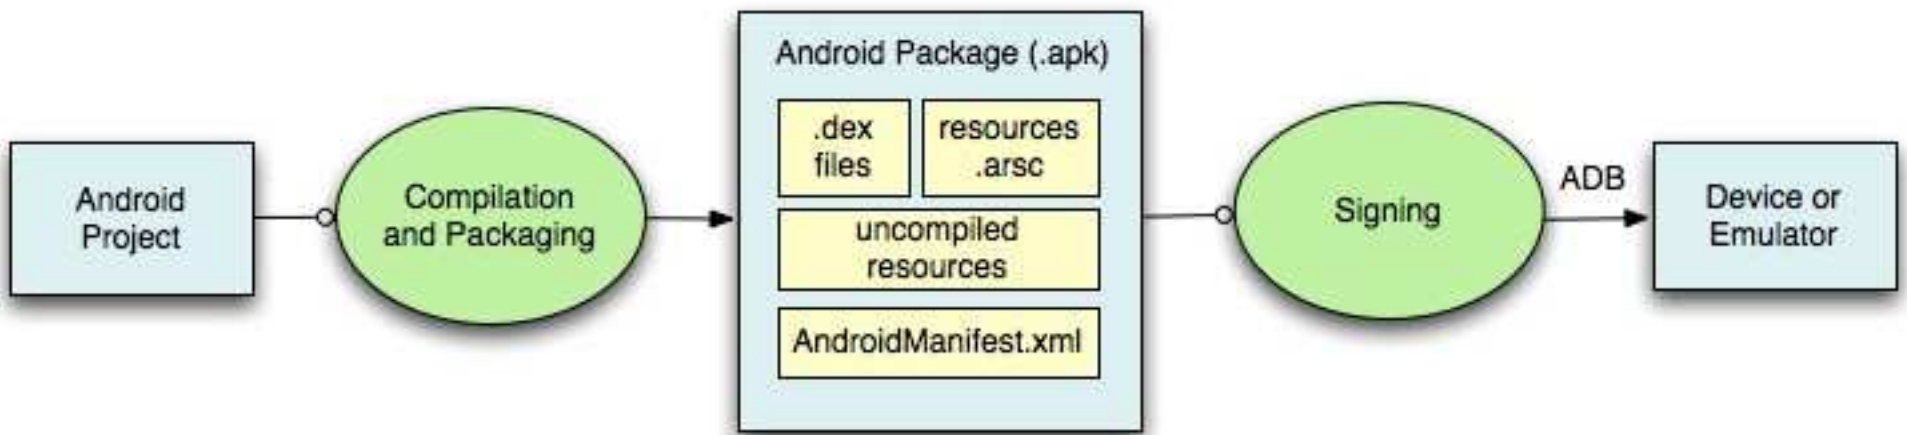 Android
Project
Compilation
and Packaging
Android Package (.apk)
.dex
files
resources
.arsc
uncompiled
resources
AndroidManifest.xml
Signing
ADB
Device or
Emulator